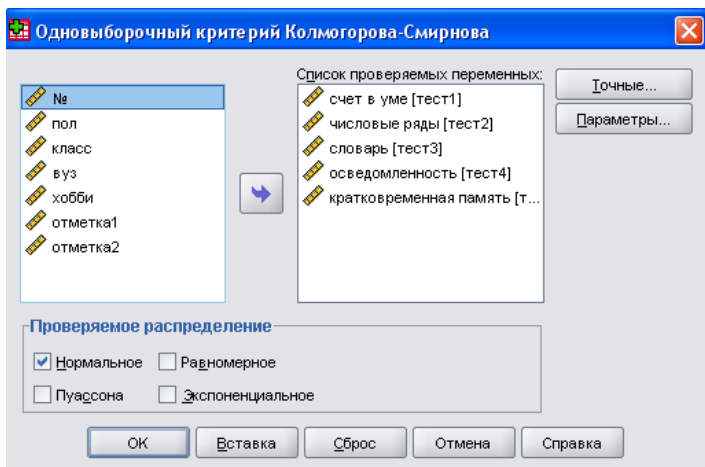 Одновыборочный критерий Колмогорова-Смирнова
№
пол
класс
вуз
хобби
отметка1
отметка2
Список проверяемых переменных:
счет в уме [тест1]
числовые ряды [тест2]
словарь [тест3]
осведомленность [тест4]
кратковременная память [т...
Точные...
Параметры...
Проверяемое распределение
Нормальное Равномерное
Пуассона Экспоненциальное
ОК Вставка Сброс Отмена Справка